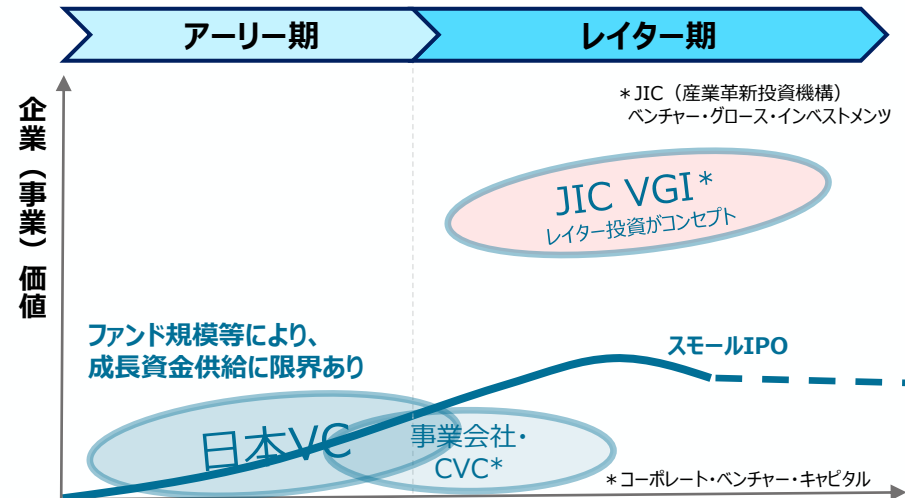 アーリー期
レイター期
企業（事業）価値
＊JIC（産業革新投資機構）
ベンチャー・グロース・インベストメンツ
JIC VGI*
レイター投資がコンセプト
ファンド規模等により、
成長資金供給に限界あり
スモールIPO
日本VC
事業会社・
CVC*
＊コーポレート・ベンチャー・キャピタル